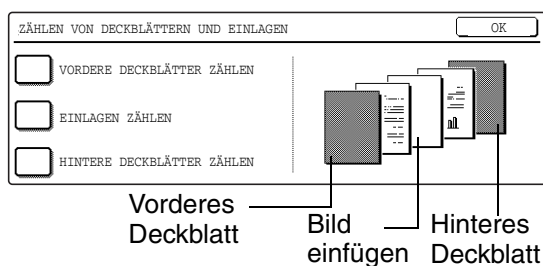 ZÄHLEN VON DECKBLÄTTERN UND EINLAGEN
OK
VORDERE DECKBLÄTTER ZÄHLEN
EINLAGEN ZÄHLEN
HINTERE DECKBLÄTTER ZÄHLEN
Vorderes
Deckblatt
Bild
einfügen
Hinteres
Deckblatt